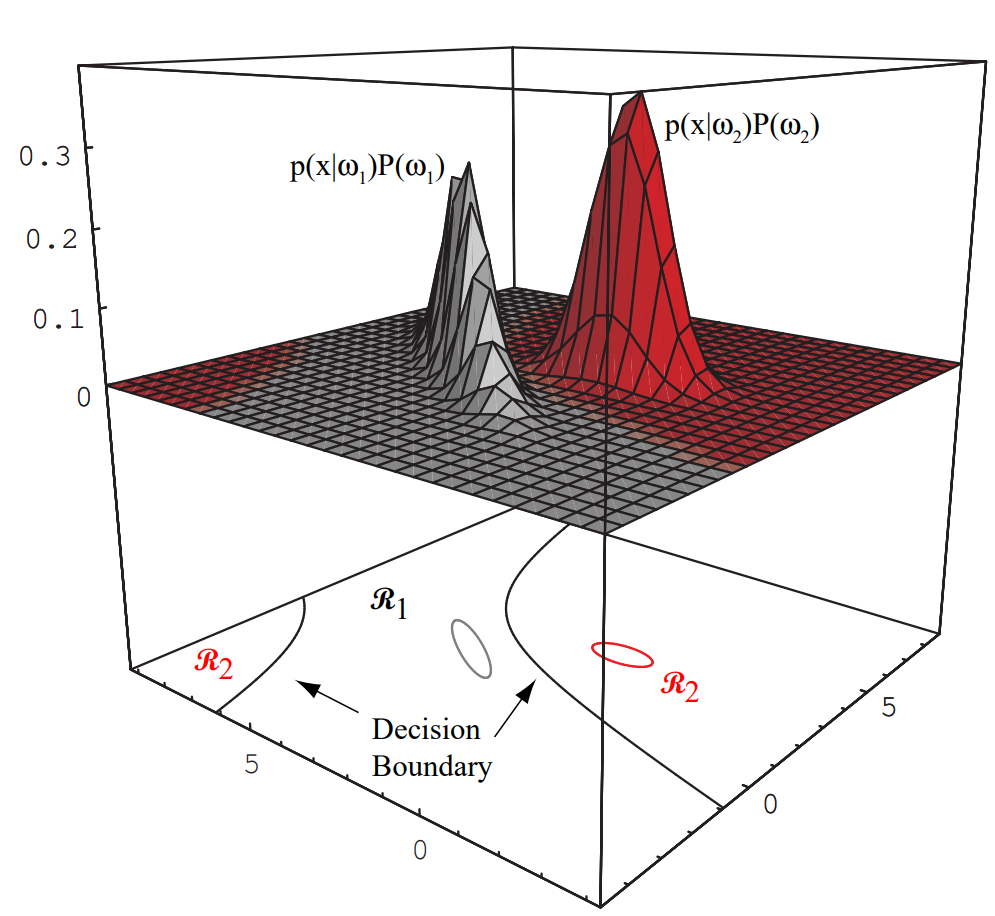 p(x|ω₂)P(ω₂)
p(x|ω₁)P(ω₁)
0.3
0.2
0.1
0
ℛ₁
ℛ₂
ℛ₂
Decision
Boundary
5
0
5
0